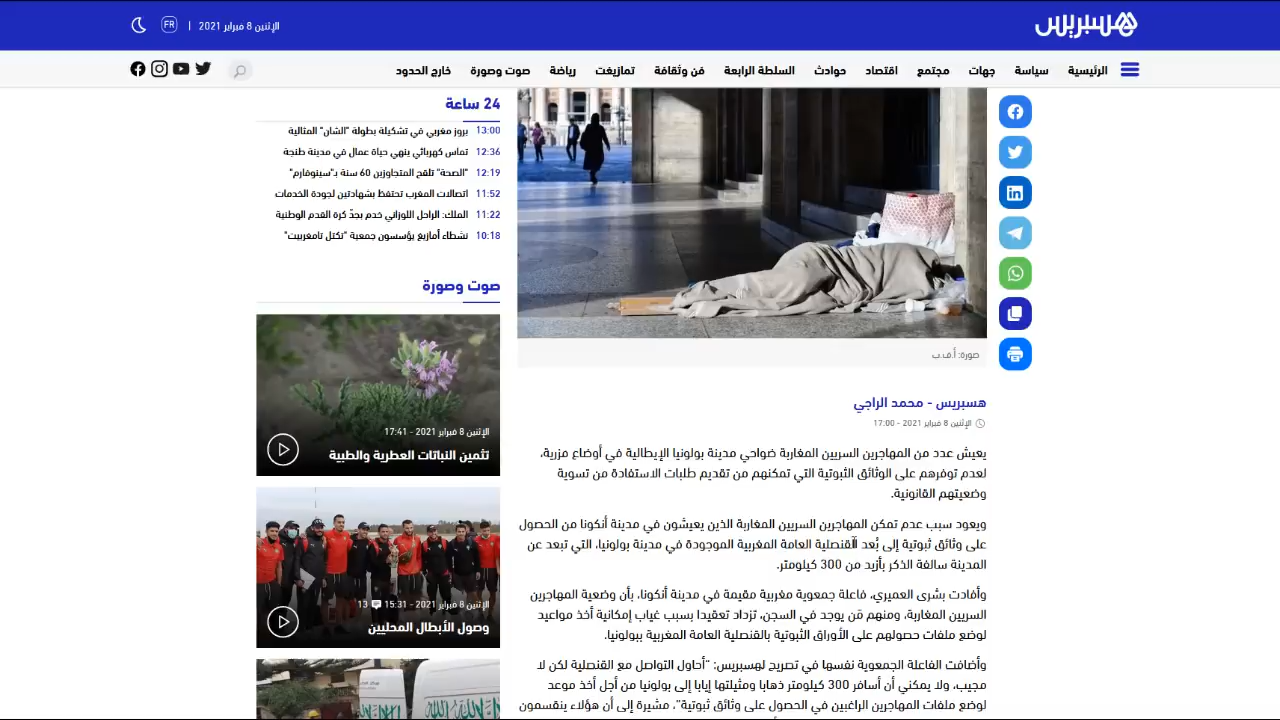 هسبريس
الإثنين 8 فبراير 2021 | FR
الرئيسية سياسة جهات مجتمع اقتصاد حوادث السلطة الرابعة فن وثقافة تمازيغت رياضة صوت وصورة خارج الحدود
صورة: أ.ف.ب
هسبريس - محمد الراجي
الإثنين 8 فبراير 2021 - 17:00
يعيش عدد من المهاجرين السريين المغاربة ضواحي مدينة بولونيا الإيطالية في أوضاع مزرية،
لعدم توفرهم على الوثائق الثبوتية التي تمكنهم من تقديم طلبات الاستفادة من تسوية
وضعيتهم القانونية.
ويعود سبب عدم تمكن المهاجرين السريين المغاربة الذين يعيشون في مدينة أنكونا من الحصول
على وثائق ثبوتية إلى بُعد القنصلية العامة المغربية الموجودة في مدينة بولونيا، التي تبعد عن
المدينة سالفة الذكر بأزيد من 300 كيلومتر.
وأفادت بشرى العميري، فاعلة جمعوية مغربية مقيمة في مدينة أنكونا، بأن وضعية المهاجرين
السريين المغاربة، ومنهم مَن يوجد في السجن، تزداد تعقيدا بسبب غياب إمكانية أخذ مواعيد
لوضع ملفات حصولهم على الأوراق الثبوتية بالقنصلية العامة المغربية ببولونيا.
وأضافت الفاعلة الجمعوية نفسها في تصريح لهسبريس: "أحاول التواصل مع القنصلية لكن لا
مجيب، ولا يمكنني أن أسافر 300 كيلومتر ذهابا ومثيلتها إيابا إلى بولونيا من أجل أخذ موعد
لوضع ملفات المهاجرين الراغبين في الحصول على وثائق ثبوتية"، مشيرة إلى أن هؤلاء ينقسمون
24 ساعة
13:00 بروز مغربي في تشكيلة بطولة "الشان" المثالية
12:36 تماس كهربائي ينهي حياة عمال في مدينة طنجة
12:19 "الصحة" تلقح المتجاوزين 60 سنة بـ"سينوفارم"
11:52 اتصالات المغرب تحتفظ بشهادتين لجودة الخدمات
11:22 الملك: الراحل اللوزاني خدم بجدّ كرة القدم الوطنية
10:18 نشطاء أمازيغ يؤسسون جمعية "تكتل تامغربيت"
صوت وصورة
الإثنين 8 فبراير 2021 - 17:41
تثمين النباتات العطرية والطبية
الإثنين 8 فبراير 2021 - 15:31 13
وصول الأبطال المحليين